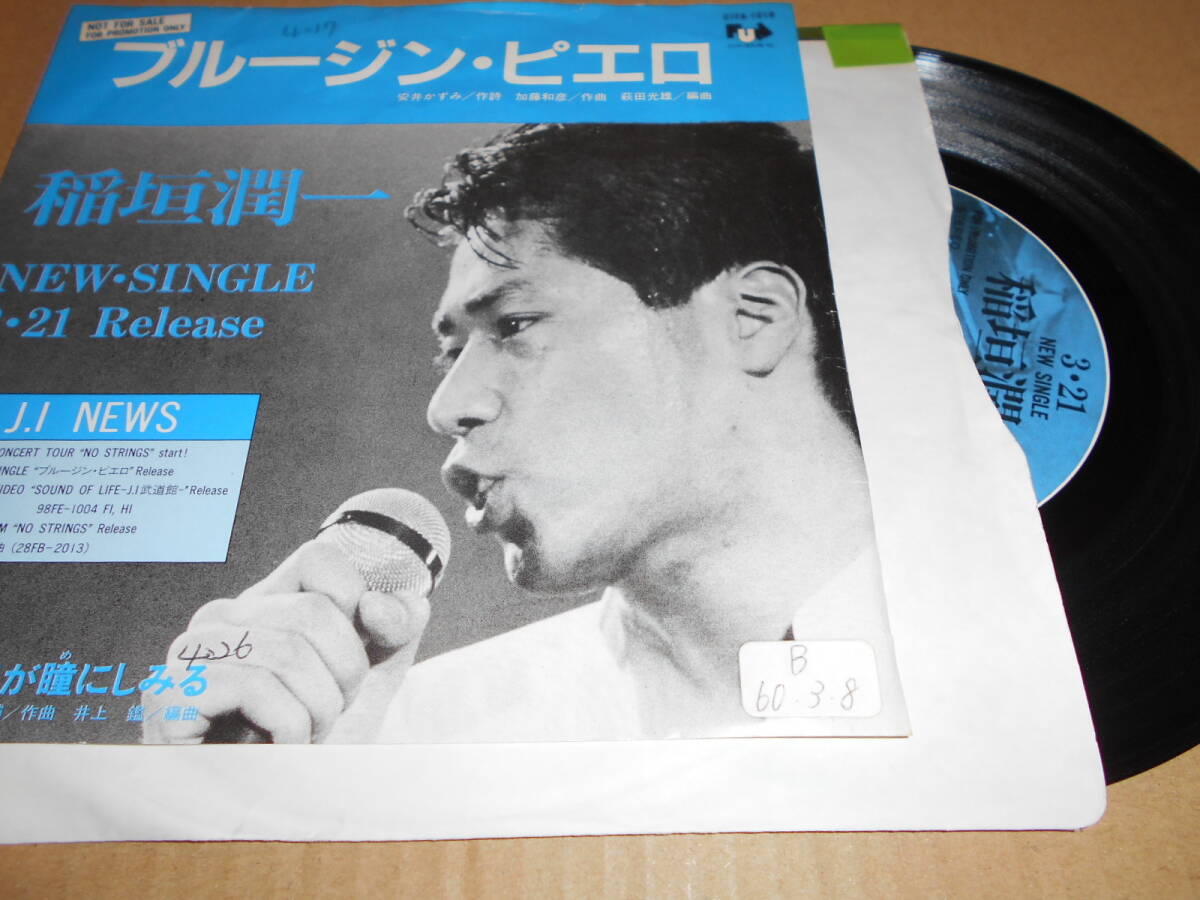 NOT FOR SALE
FOR PROMOTION ONLY
4-17
ブルージン・ピエロ
安井かずみ／作詩 加藤和彦／作曲 萩田光雄／編曲
稲垣潤一
NEW・SINGLE
・21 Release
J.I NEWS
ONCERT TOUR "NO STRINGS" start!
INGLE "ブルージン・ピエロ" Release
IDEO "SOUND OF LIFE-J.I武道館-" Release
98FE-1004 FI, HI
M "NO STRINGS" Release
曲 (28FB-2013)
4.26
め
が瞳にしみる
／作曲 井上 鑑／編曲
B
60.3.8
3・21
NEW SINGLE
稲垣潤